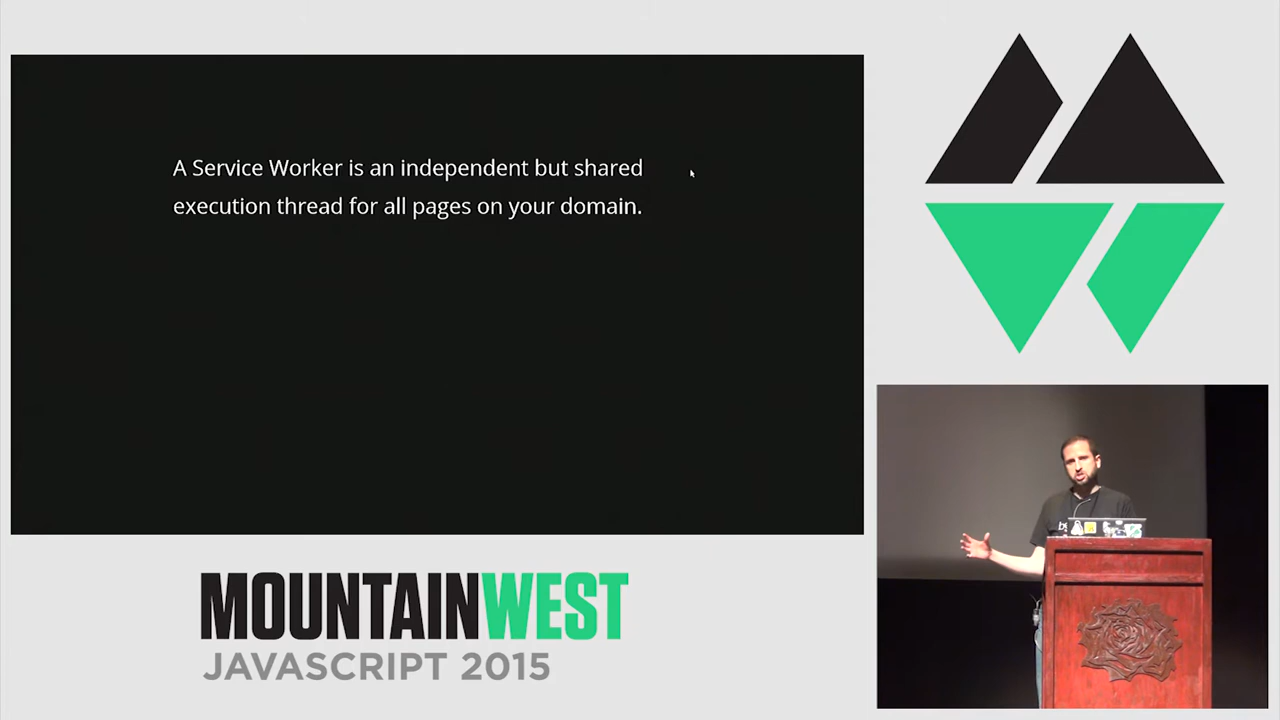 A Service Worker is an independent but shared
execution thread for all pages on your domain.
MOUNTAINWEST
JAVASCRIPT 2015